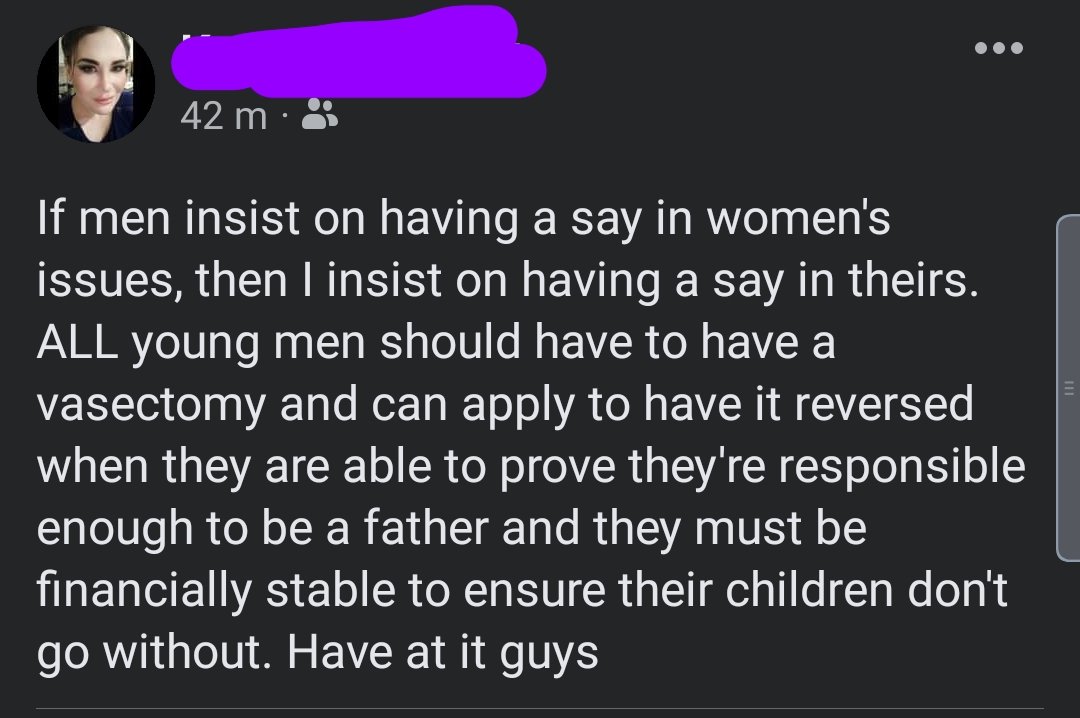 42 m ·
If men insist on having a say in women's
issues, then I insist on having a say in theirs.
ALL young men should have to have a
vasectomy and can apply to have it reversed
when they are able to prove they're responsible
enough to be a father and they must be
financially stable to ensure their children don't
go without. Have at it guys